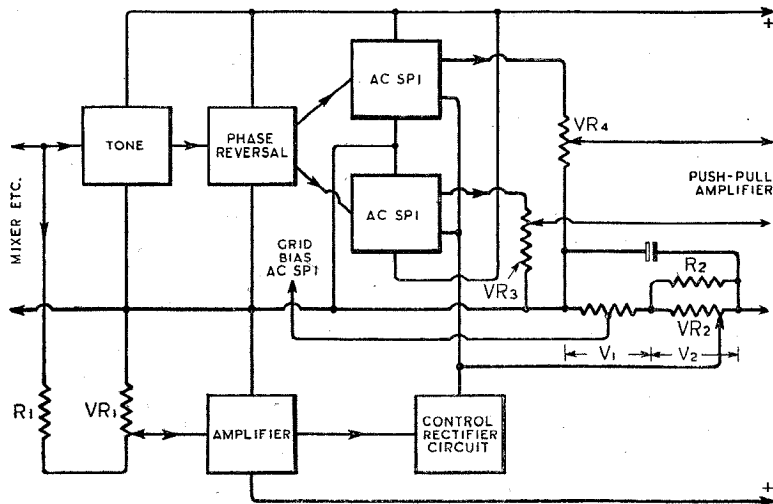 +
AC SP1
TONE
PHASE
REVERSAL
VR4
MIXER ETC.
PUSH-PULL
AMPLIFIER
AC SP1
GRID
BIAS
AC SP1
VR3
R2
VR2
V1
V2
R1
VR1
AMPLIFIER
CONTROL
RECTIFIER
CIRCUIT
+